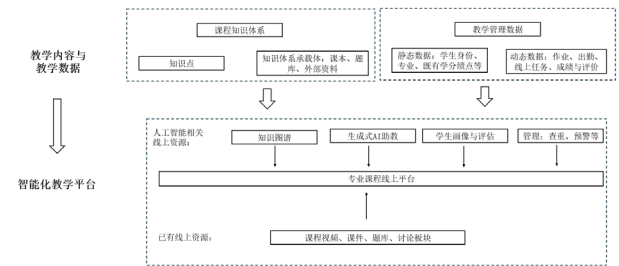 课程知识体系
教学管理数据
教学内容与
教学数据
知识点
知识体系承载体：课本、题
库、外部资料
静态数据：学生身份、
专业、既有学分绩点等
动态数据：作业、出勤、
线上任务、成绩与评价
人工智能相关
线上资源：
知识图谱
生成式AI助教
学生画像与评估
管理：查重、预警等
智能化教学平台
专业课程线上平台
已有线上资源：
课程视频、课件、题库、讨论板块